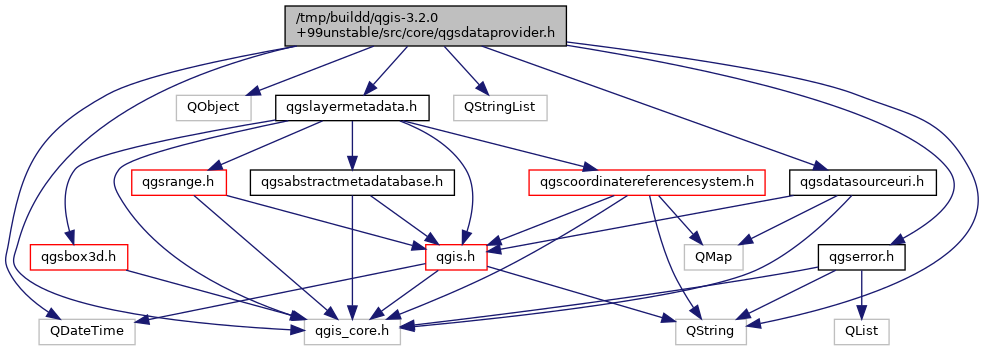 /tmp/buildd/qgis-3.2.0
+99unstable/src/core/qgsdataprovider.h
QObject
qgslayermetadata.h
QStringList
qgsrange.h
qgsabstractmetadatabase.h
qgscoordinatereferencesystem.h
qgsdatasourceuri.h
qgsbox3d.h
qgis.h
QMap
qgserror.h
QDateTime
qgis_core.h
QString
QList